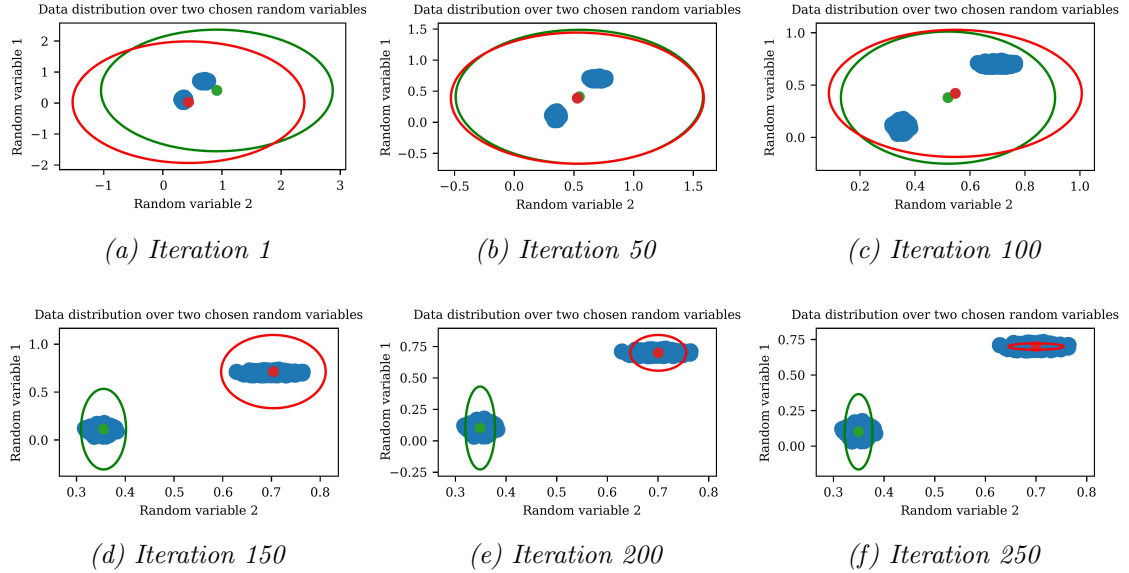 Data distribution over two chosen random variables
Random variable 1
2
1
0
−1
−2
−1
0
1
2
3
Random variable 2
(a) Iteration 1
Data distribution over two chosen random variables
Random variable 1
1.5
1.0
0.5
0.0
−0.5
−0.5
0.0
0.5
1.0
1.5
Random variable 2
(b) Iteration 50
Data distribution over two chosen random variables
Random variable 1
1.0
0.5
0.0
0.2
0.4
0.6
0.8
1.0
Random variable 2
(c) Iteration 100
Data distribution over two chosen random variables
Random variable 1
1.0
0.5
0.0
0.3
0.4
0.5
0.6
0.7
0.8
Random variable 2
(d) Iteration 150
Data distribution over two chosen random variables
Random variable 1
0.75
0.50
0.25
0.00
−0.25
0.3
0.4
0.5
0.6
0.7
0.8
Random variable 2
(e) Iteration 200
Data distribution over two chosen random variables
Random variable 1
0.75
0.50
0.25
0.00
0.3
0.4
0.5
0.6
0.7
0.8
Random variable 2
(f) Iteration 250